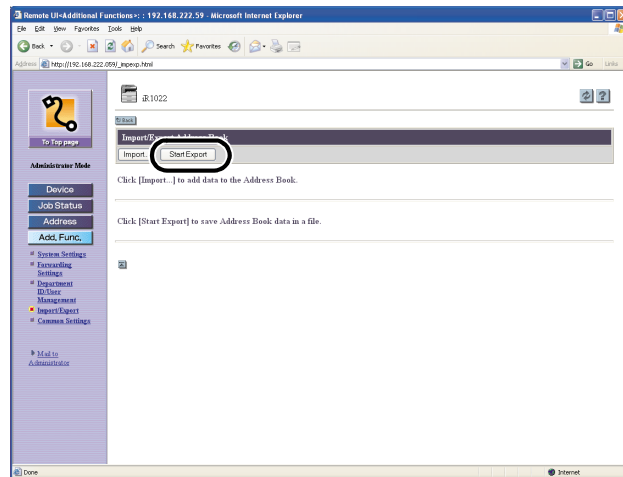 Remote UI<Additional Functions>: : 192.168.222.59 - Microsoft Internet Explorer
File Edit View Favorites Tools Help
Back Search Favorites
Address http://192.168.222.059/_impexp.html Go Links
iR1022
Back
To Top page
Import/Export Address Book
Import.. Start Export
Administrator Mode
Click [Import...] to add data to the Address Book.
Device
Job Status
Address
Click [Start Export] to save Address Book data in a file.
Add, Func,
System Settings
Forwarding
Settings
Department
ID/User
Management
Import/Export
Common Settings
Mail to
Administrator
Done Internet